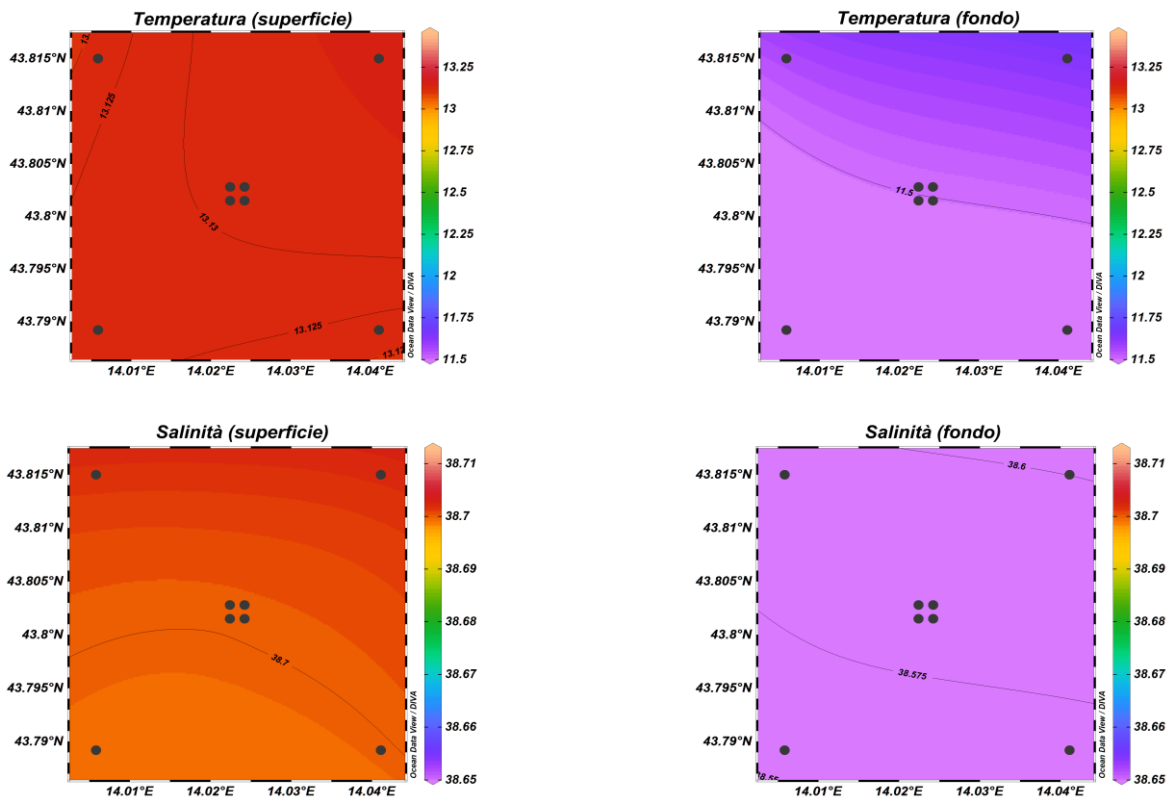 Temperatura (superficie)
43.815°N
43.81°N
43.805°N
43.8°N
43.795°N
43.79°N
14.01°E
14.02°E
14.03°E
14.04°E
13.125
13.13
13.125
Ocean Data View / DIVA
13.25
13
12.75
12.5
12.25
12
11.75
11.5
Temperatura (fondo)
43.815°N
43.81°N
43.805°N
43.8°N
43.795°N
43.79°N
14.01°E
14.02°E
14.03°E
14.04°E
11.5
Ocean Data View / DIVA
13.25
13
12.75
12.5
12.25
12
11.75
11.5
Salinità (superficie)
43.815°N
43.81°N
43.805°N
43.8°N
43.795°N
43.79°N
14.01°E
14.02°E
14.03°E
14.04°E
38.7
Ocean Data View / DIVA
38.71
38.7
38.69
38.68
38.67
38.66
38.65
Salinità (fondo)
43.815°N
43.81°N
43.805°N
43.8°N
43.795°N
43.79°N
14.01°E
14.02°E
14.03°E
14.04°E
38.6
38.575
Ocean Data View / DIVA
38.71
38.7
38.69
38.68
38.67
38.66
38.65